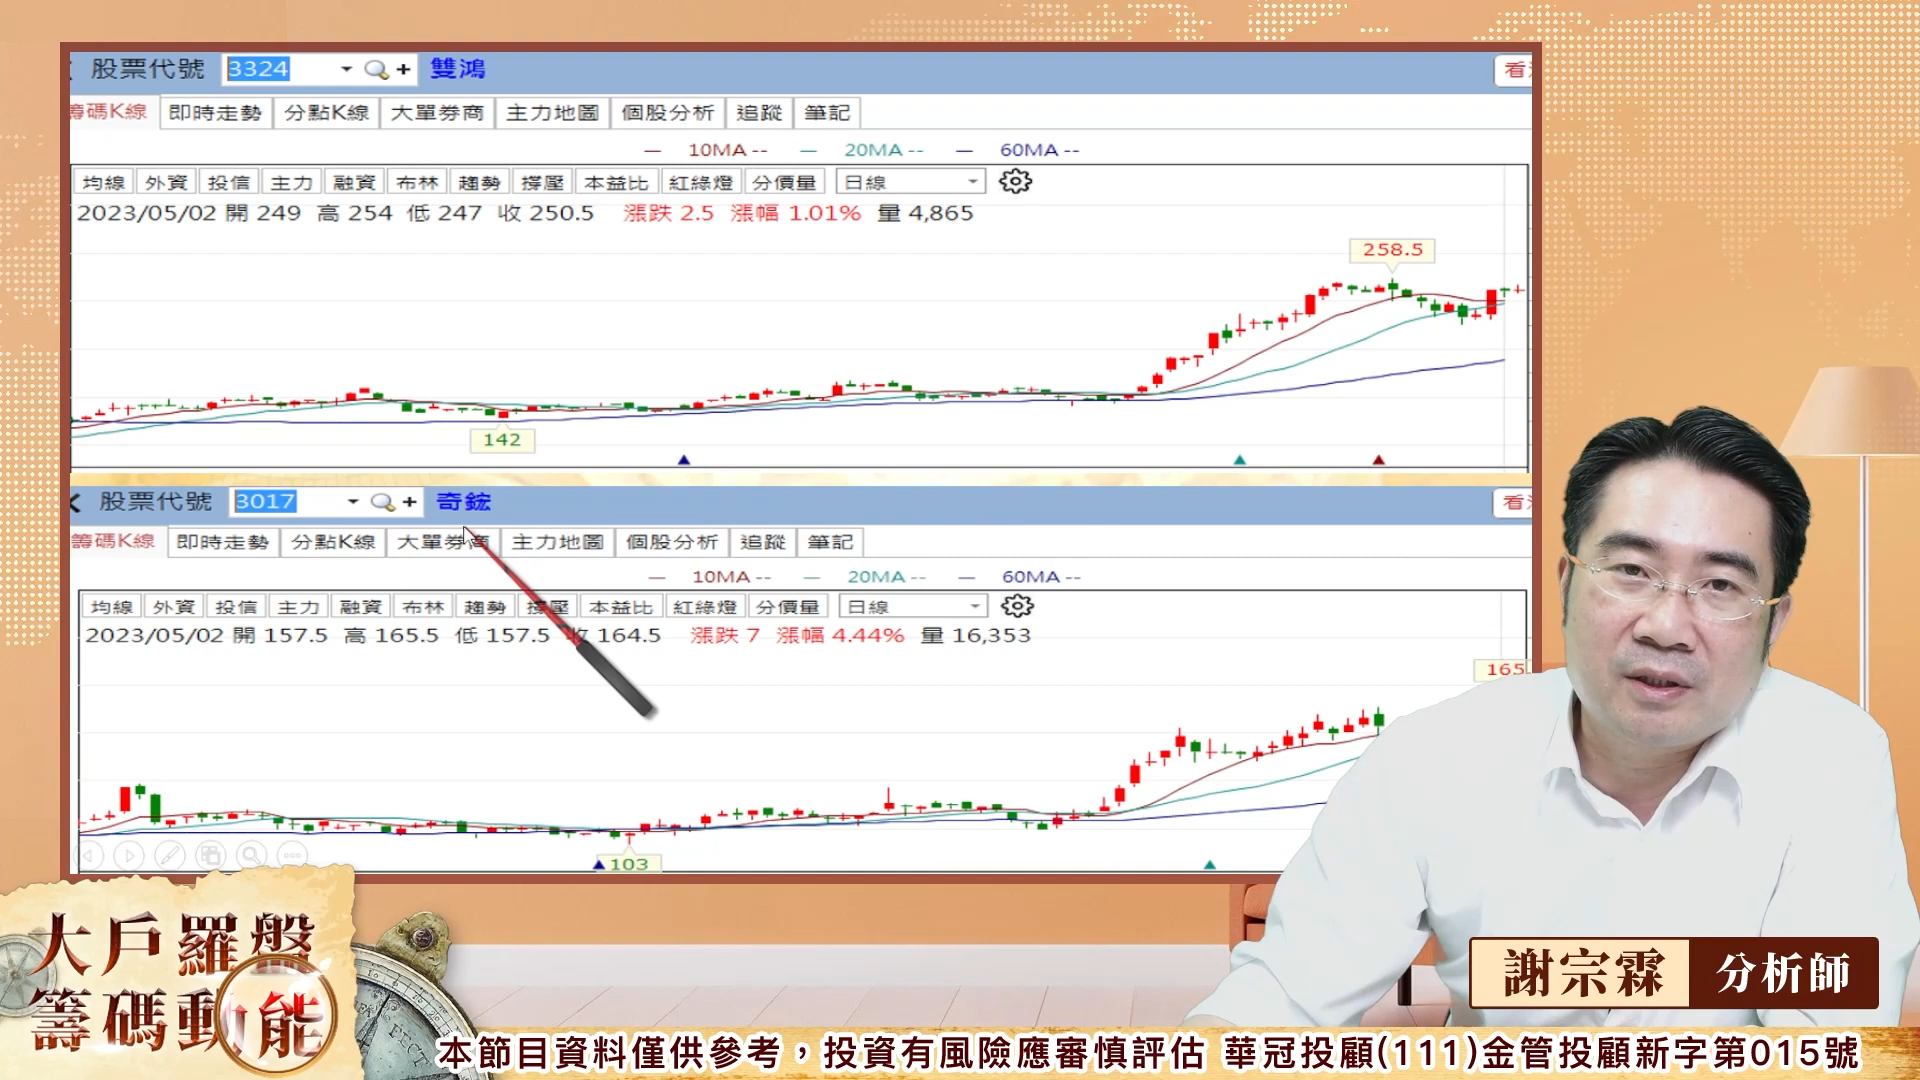 股票代號 3324 雙鴻
籌碼K線 即時走勢 分點K線 大單券商 主力地圖 個股分析 追蹤 筆記
10MA -- 20MA -- 60MA --
均線 外資 投信 主力 融資 布林 趨勢 撐壓 本益比 紅綠燈 分價量 日線
2023/05/02 開 249 高 254 低 247 收 250.5 漲跌 2.5 漲幅 1.01% 量 4,865
258.5
142
股票代號 3017 奇鋐
籌碼K線 即時走勢 分點K線 大單券商 主力地圖 個股分析 追蹤 筆記
10MA -- 20MA -- 60MA --
均線 外資 投信 主力 融資 布林 趨勢 撐壓 本益比 紅綠燈 分價量 日線
2023/05/02 開 157.5 高 165.5 低 157.5 收 164.5 漲跌 7 漲幅 4.44% 量 16,353
165
103
大戶羅盤
籌碼動能
謝宗霖 分析師
本節目資料僅供參考，投資有風險應審慎評估 華冠投顧(111)金管投顧新字第015號